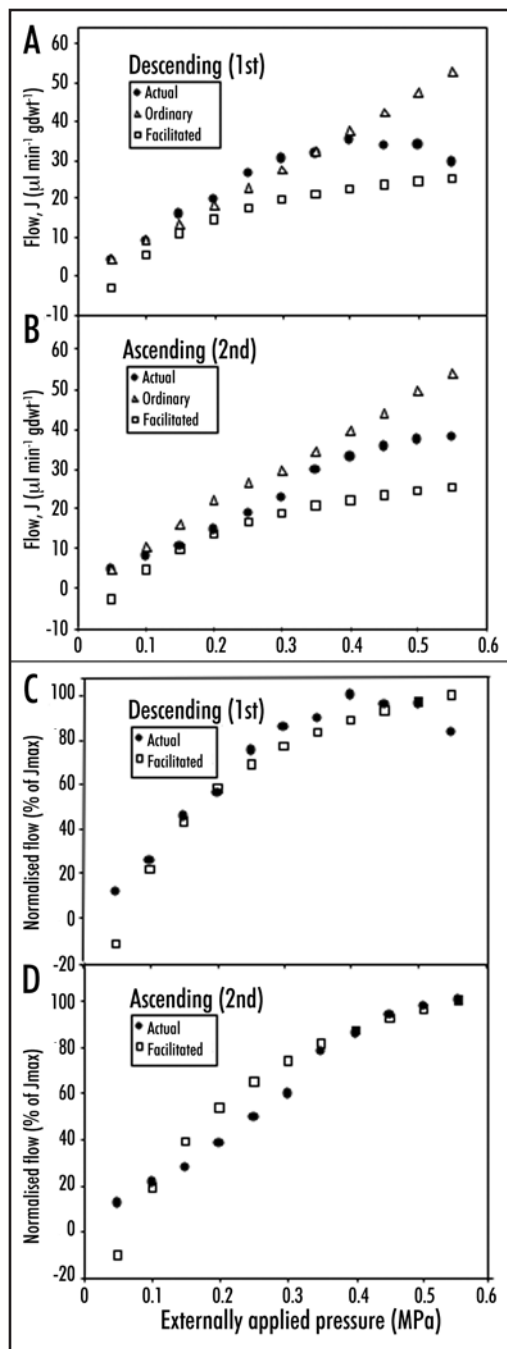 A
Descending (1st)
Actual
Ordinary
Facilitated
Flow, J (µl min⁻¹ gdwt⁻¹)
60
50
40
30
20
10
0
-10
B
Ascending (2nd)
Actual
Ordinary
Facilitated
Flow, J (µl min⁻¹ gdwt⁻¹)
60
50
40
30
20
10
0
-10
0 0.1 0.2 0.3 0.4 0.5 0.6
C
Descending (1st)
Actual
Facilitated
Normalised flow (% of Jmax)
100
80
60
40
20
0
-20
D
Ascending (2nd)
Actual
Facilitated
Normalised flow (% of Jmax)
100
80
60
40
20
0
-20
0 0.1 0.2 0.3 0.4 0.5 0.6
Externally applied pressure (MPa)